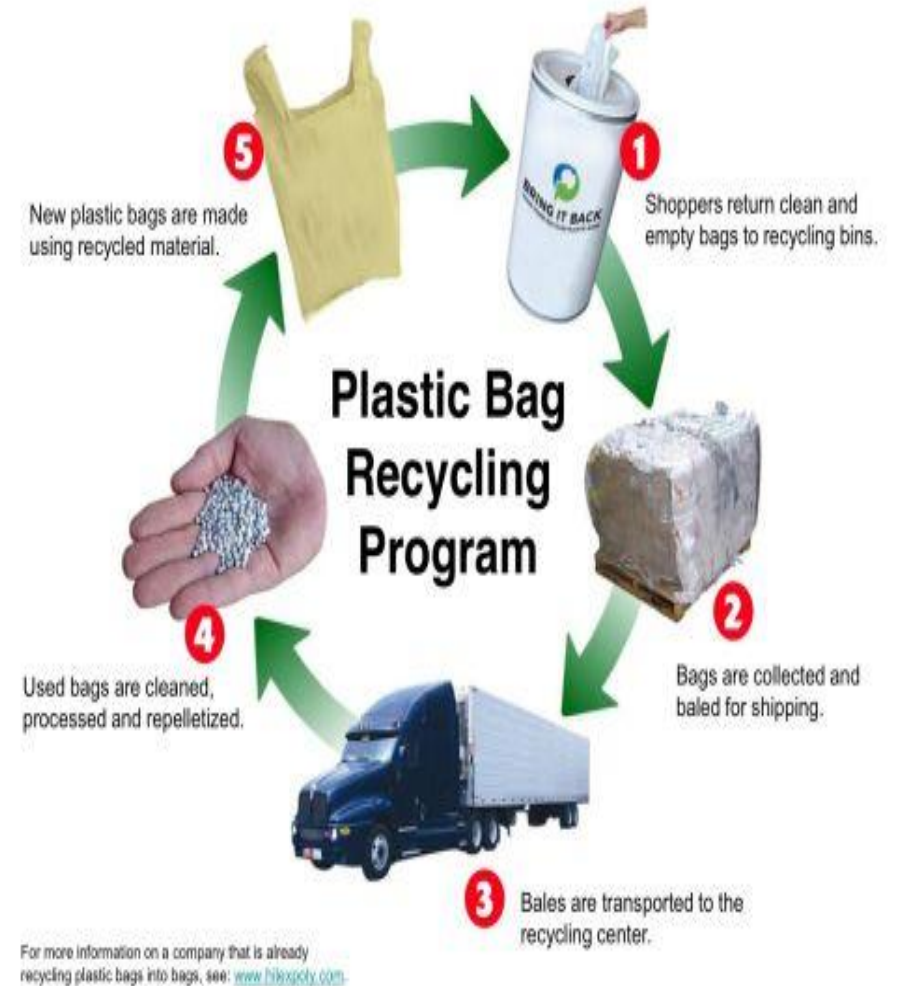 Plastic Bag
Recycling
Program
1
Shoppers return clean and
empty bags to recycling bins.
BRING IT BACK
2
Bags are collected and
baled for shipping.
3
Bales are transported to the
recycling center.
4
Used bags are cleaned,
processed and repelletized.
5
New plastic bags are made
using recycled material.
For more information on a company that is already
recycling plastic bags into bags, see: www.hilexpoly.com.